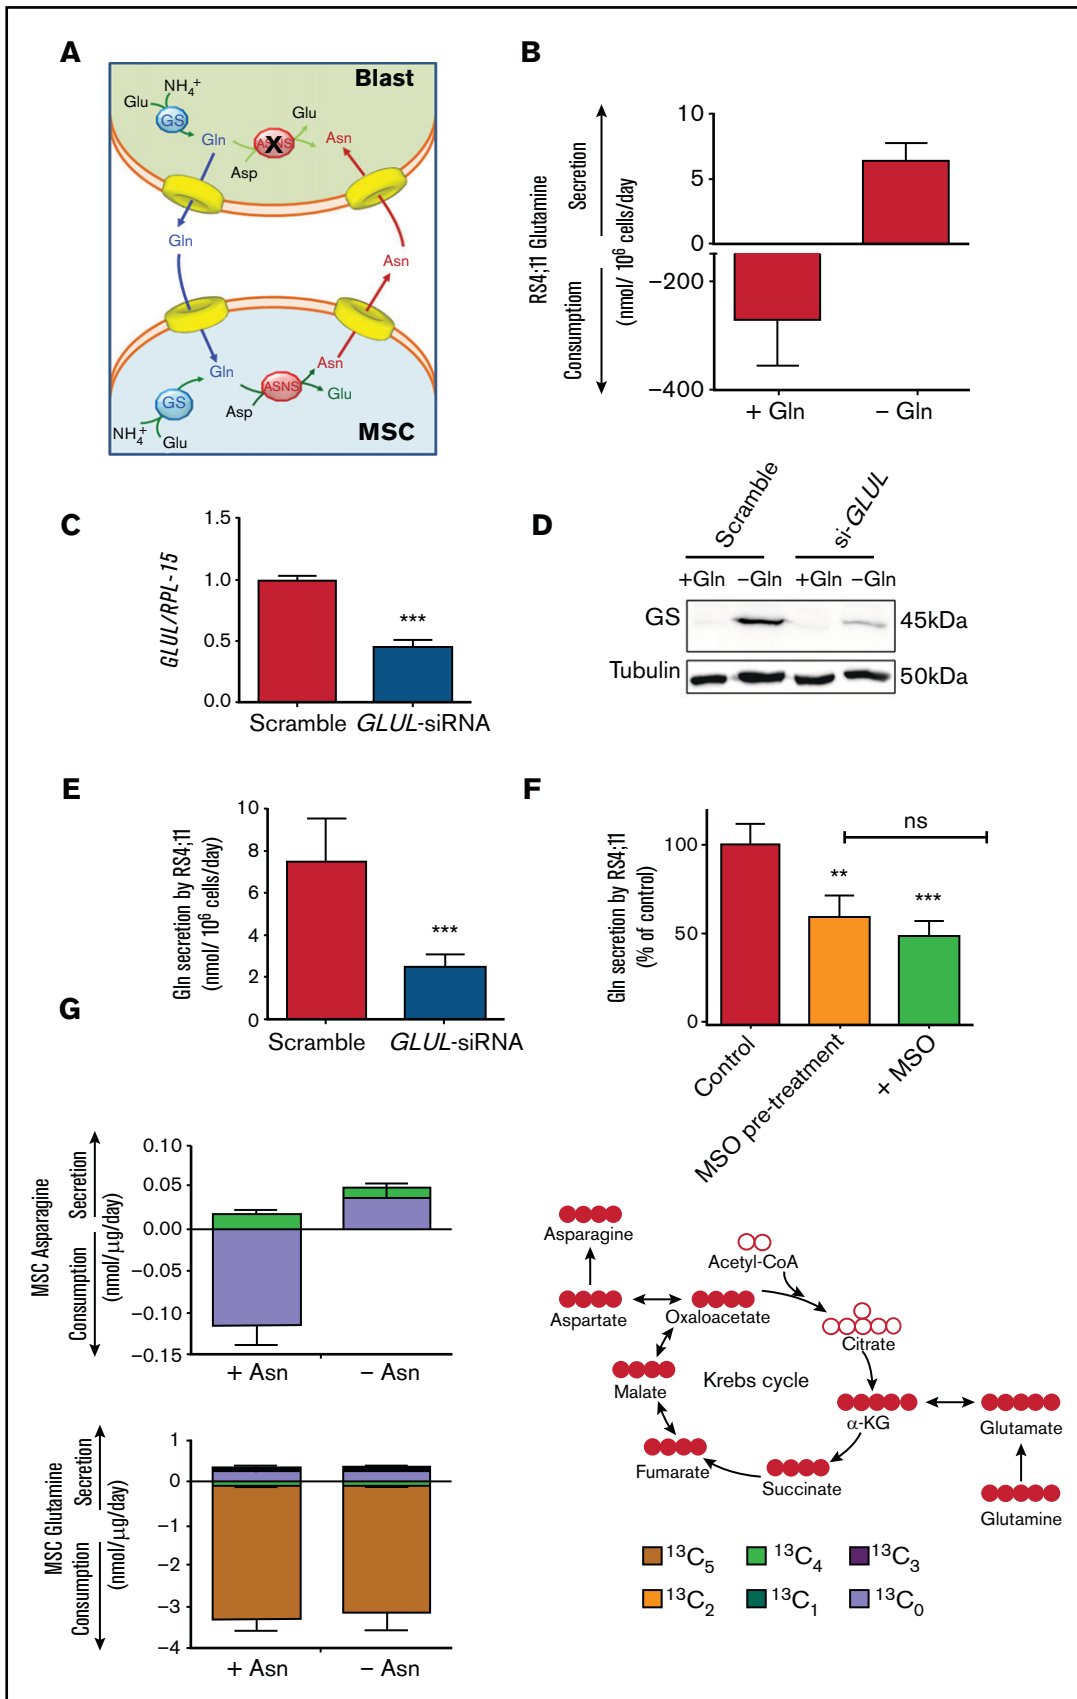 A
Blast
NH4+
Glu
GS
Gln
ASNS
X
Glu
Asn
Asp
Gln
Asn
Gln
Asn
ASNS
Glu
Asp
GS
NH4+
Glu
MSC
B
RS4;11 Glutamine
(nmol/ 10⁶ cells/day)
Secretion
Consumptiom
10
5
0
−200
−400
+ Gln
− Gln
C
GLUL/RPL-15
1.5
1.0
0.5
0.0
***
Scramble
GLUL-siRNA
D
Scramble
si-GLUL
+Gln −Gln +Gln −Gln
GS
45kDa
Tubulin
50kDa
E
Gln secretion by RS4;11
(nmol/ 10⁶ cells/day)
10
8
6
4
2
0
***
Scramble
GLUL-siRNA
F
Gln secretion by RS4;11
(% of control)
100
50
0
ns
**
***
Control
MSO pre-treatment
+ MSO
G
MSC Asparagine
(nmol/µg/day)
Secretion
Consumption
0.10
0.05
0.00
−0.05
−0.10
−0.15
+ Asn
− Asn
MSC Glutamine
(nmol/µg/day)
Secretion
Consumption
1
0
−1
−2
−3
−4
+ Asn
− Asn
Asparagine
Acetyl-CoA
Aspartate
Oxaloacetate
Citrate
Malate
Krebs cycle
α-KG
Glutamate
Fumarate
Succinate
Glutamine
¹³C₅
¹³C₄
¹³C₃
¹³C₂
¹³C₁
¹³C₀